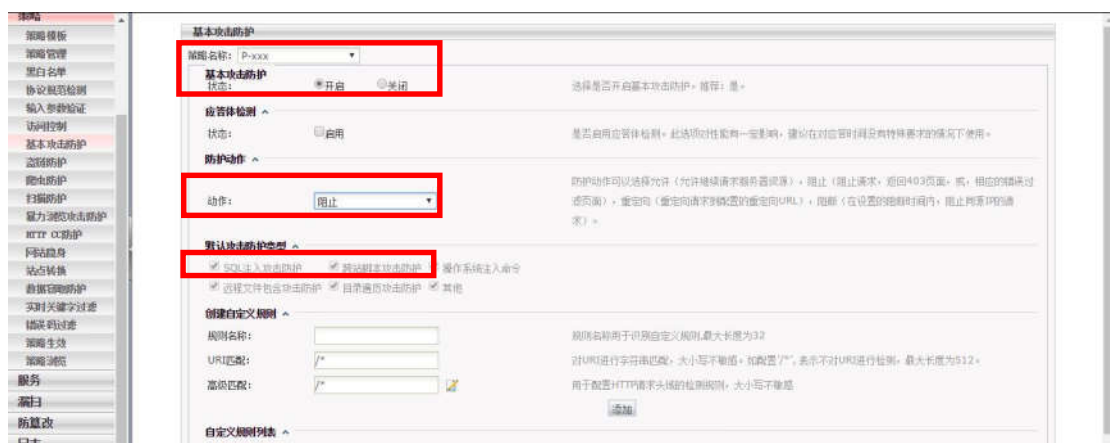 策略
策略模板
策略管理
黑白名单
协议规范检测
输入参数验证
访问控制
基本攻击防护
盗链防护
爬虫防护
扫描防护
暴力浏览攻击防护
HTTP CC防护
网站隐身
站点转换
数据窃取防护
实时关键字过滤
错误码过滤
策略生效
策略浏览
服务
漏扫
防篡改
日志
基本攻击防护
策略名称： P-xxx
基本攻击防护
状态： 开启 关闭 选择是否开启基本攻击防护。推荐：是。
应答体检测
状态： 启用 是否启用应答体检测。此选项对性能有一定影响，建议在对应答时间没有特殊要求的情况下使用。
防护动作
动作： 阻止
防护动作可以选择允许（允许继续请求服务器资源），阻止（阻止请求，返回403页面，或，相应的错误过
滤页面），重定向（重定向请求到配置的重定向URL），阻断（在设置的阻断时间内，阻止同源IP的请
求）。
默认攻击防护类型
SQL注入攻击防护 跨站脚本攻击防护 操作系统注入命令
远程文件包含攻击防护 目录遍历攻击防护 其他
创建自定义规则
规则名称： 规则名称用于识别自定义规则,最大长度为32
URI匹配： /* 对URI进行字符串匹配，大小写不敏感。如配置'/*', 表示不对URI进行检测。最大长度为512。
高级匹配： /* 用于配置HTTP请求头域的检测规则，大小写不敏感
添加
自定义规则列表